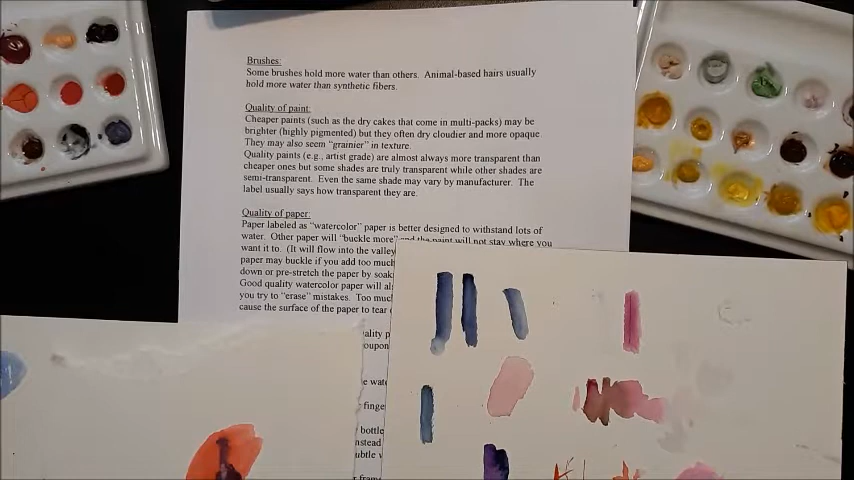 Brushes:
Some brushes hold more water than others. Animal-based hairs usually
hold more water than synthetic fibers.
Quality of paint:
Cheaper paints (such as the dry cakes that come in multi-packs) may be
brighter (highly pigmented) but they often dry cloudier and more opaque.
They may also seem "grainier" in texture.
Quality paints (e.g., artist grade) are almost always more transparent than
cheaper ones but some shades are truly transparent while other shades are
semi-transparent. Even the same shade may vary by manufacturer. The
label usually says how transparent they are.
Quality of paper:
Paper labeled as "watercolor" paper is better designed to withstand lots of
water. Other paper will "buckle more" and the paint will not stay where you
want it to. (It will flow into the valley
paper may buckle if you add too much
down or pre-stretch the paper by soak
Good quality watercolor paper will al
you try to "erase" mistakes. Too muc
cause the surface of the paper to tear
ality p
oupon
e wat
finge
bottle
nstead
ubtle v
fram